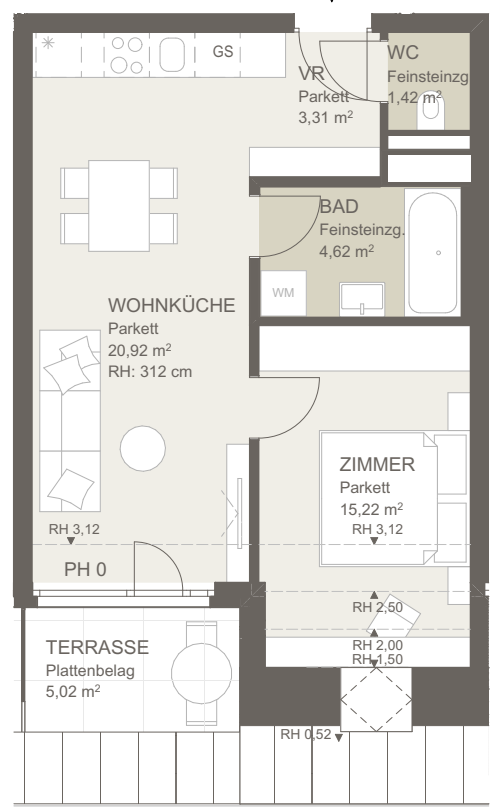 GS
WC
Feinsteinzg
1,42 m²
VR
Parkett
3,31 m²
BAD
Feinsteinzg.
4,62 m²
WM
WOHNKÜCHE
Parkett
20,92 m²
RH: 312 cm
ZIMMER
Parkett
15,22 m²
RH 3,12
RH 3,12
PH 0
RH 2,50
RH 2,00
RH 1,50
TERRASSE
Plattenbelag
5,02 m²
RH 0,52